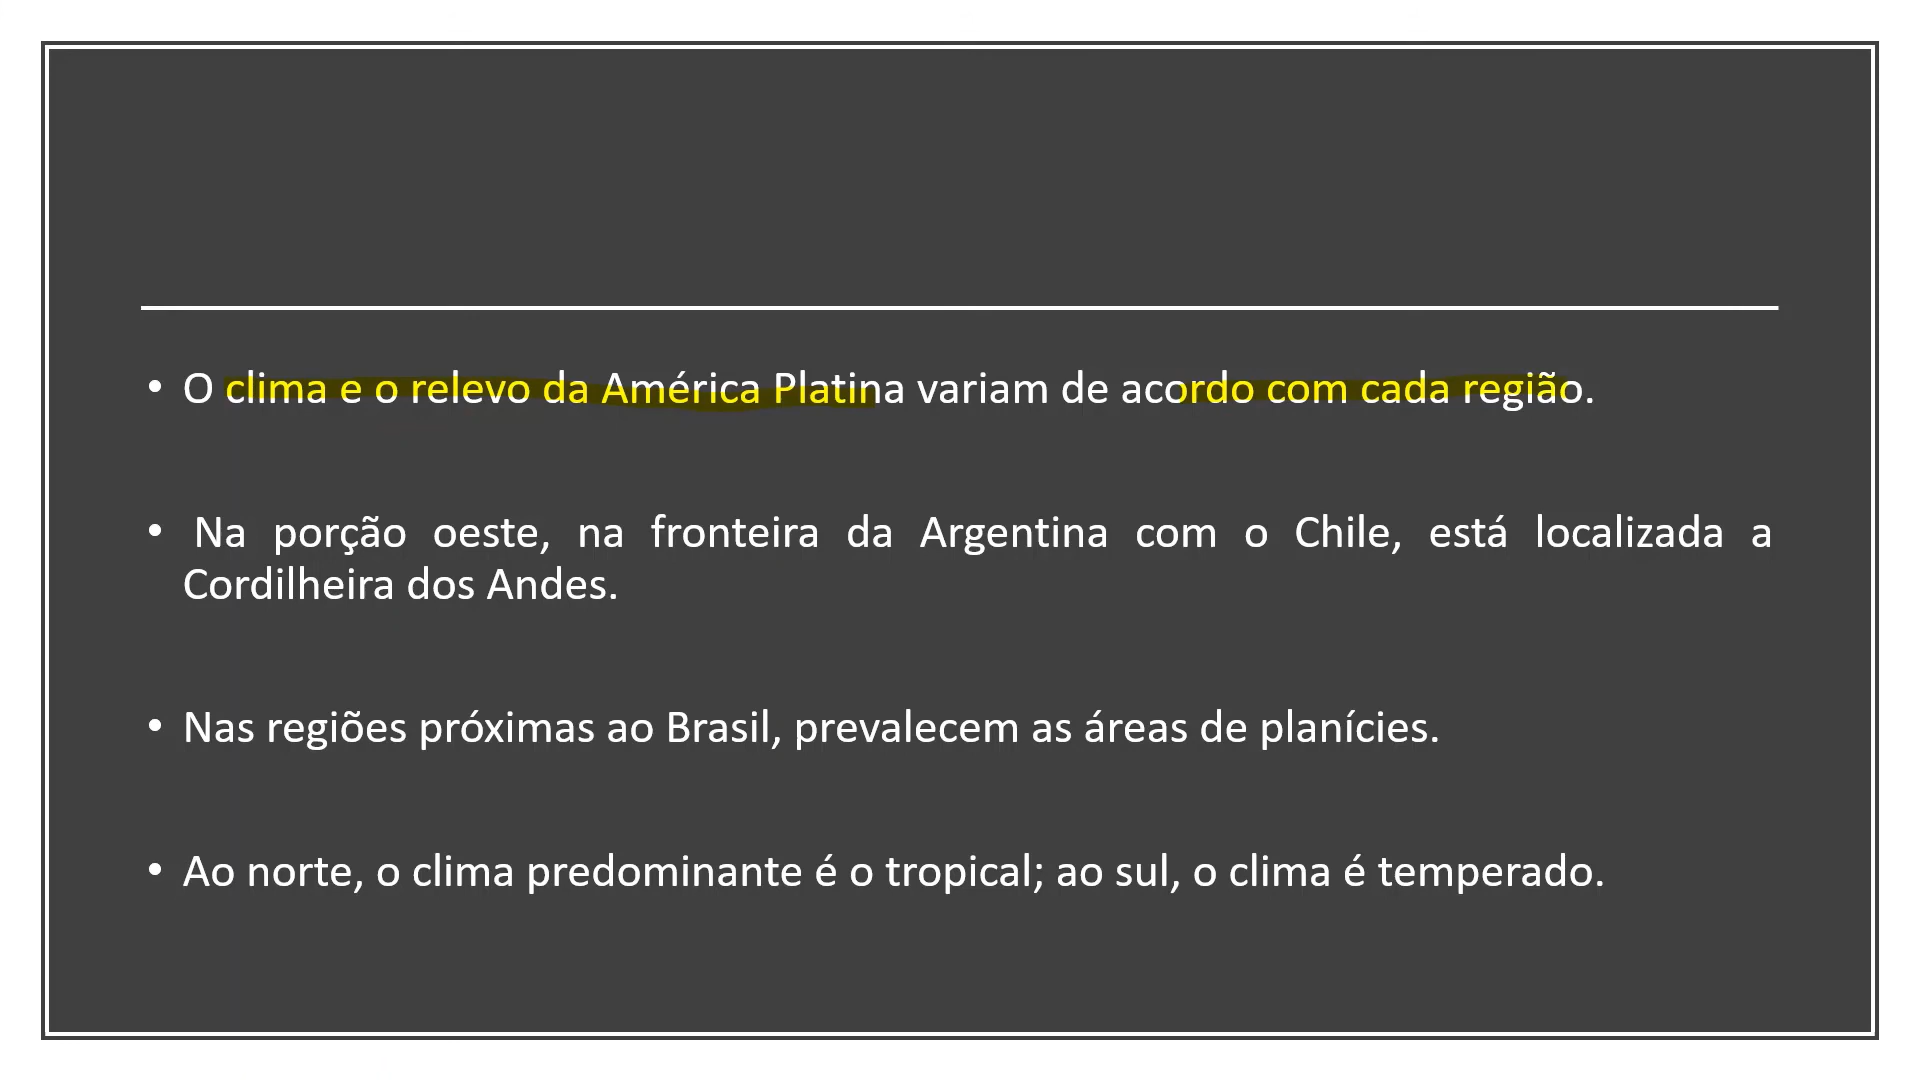 • O clima e o relevo da América Platina variam de acordo com cada região.
• Na porção oeste, na fronteira da Argentina com o Chile, está localizada a
Cordilheira dos Andes.
• Nas regiões próximas ao Brasil, prevalecem as áreas de planícies.
• Ao norte, o clima predominante é o tropical; ao sul, o clima é temperado.